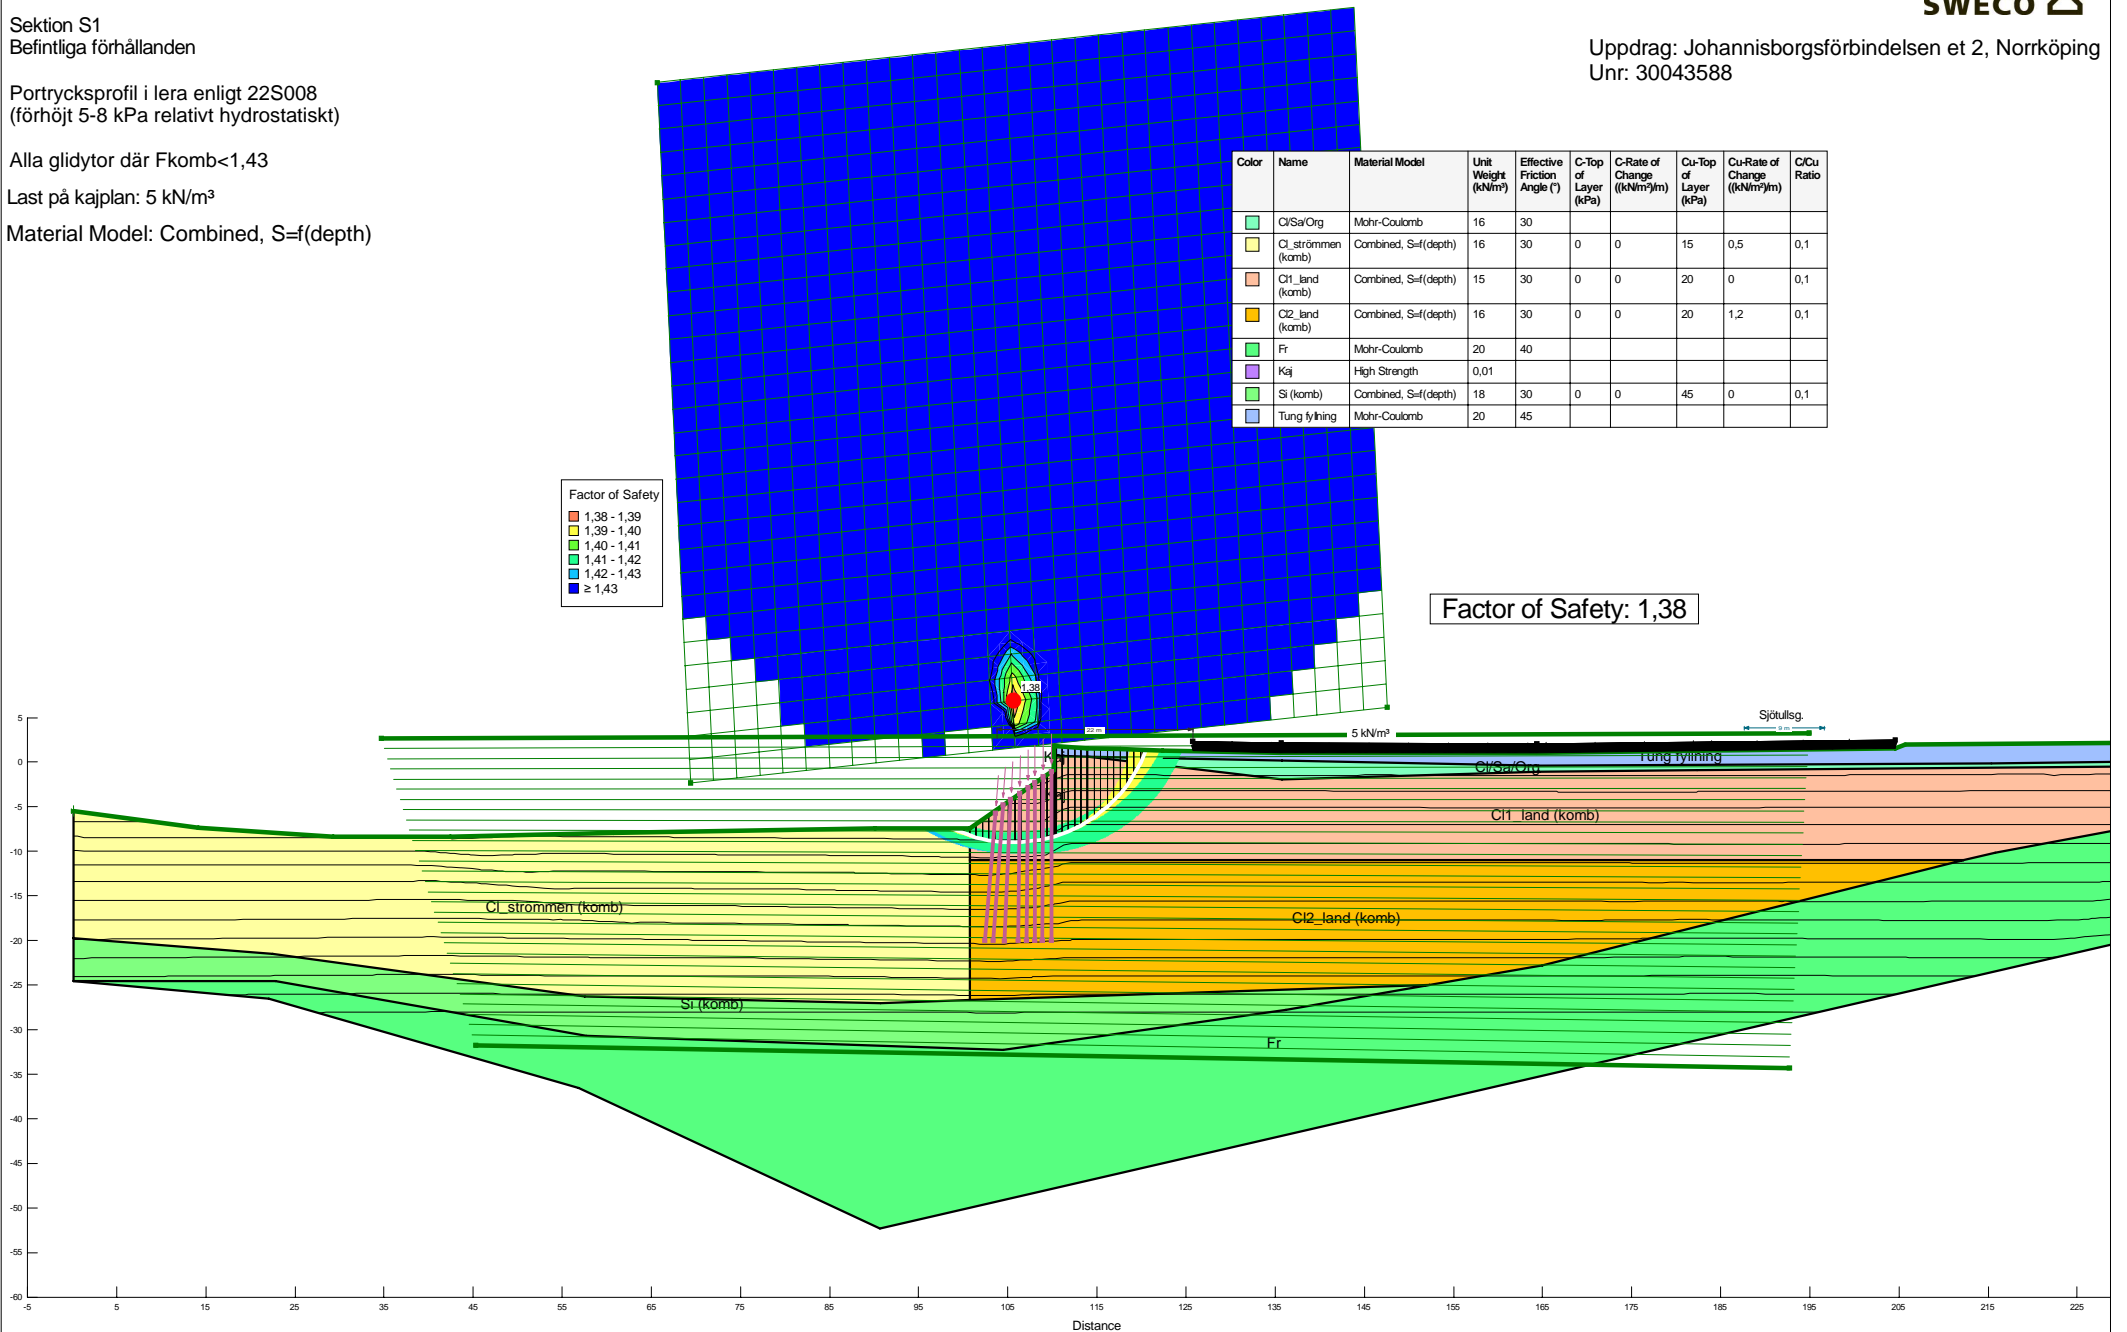 Sektion S1
Befintliga förhållanden
Portrycksprofil i lera enligt 22S008
(förhöjt 5-8 kPa relativt hydrostatiskt)
Alla glidytor där Fkomb<1,43
Last på kajplan: 5 kN/m³
Material Model: Combined, S=f(depth)
SWECO
Uppdrag: Johannisborgsförbindelsen et 2, Norrköping
Unr: 30043588
Color Name Material Model Unit Weight (kN/m³) Effective Friction Angle (°) C-Top of Layer (kPa) C-Rate of Change ((kN/m²)/m) Cu-Top of Layer (kPa) Cu-Rate of Change ((kN/m²)/m) C/Cu Ratio
Cl/Sa/Org Mohr-Coulomb 16 30
Cl_strömmen (komb) Combined, S=f(depth) 16 30 0 0 15 0,5 0,1
Cl1_land (komb) Combined, S=f(depth) 15 30 0 0 20 0 0,1
Cl2_land (komb) Combined, S=f(depth) 16 30 0 0 20 1,2 0,1
Fr Mohr-Coulomb 20 40
Kaj High Strength 0,01
Si (komb) Combined, S=f(depth) 18 30 0 0 45 0 0,1
Tung fyllning Mohr-Coulomb 20 45
Factor of Safety
1,38 - 1,39
1,39 - 1,40
1,40 - 1,41
1,41 - 1,42
1,42 - 1,43
≥ 1,43
Factor of Safety: 1,38
1,38
Sjötullsg.
9 m
22 m
5 kN/m³
Kaj
Kaj
Tung fyllning
Cl/Sa/Org
Cl1_land (komb)
Cl_strömmen (komb)
Cl2_land (komb)
Si (komb)
Fr
5
0
-5
-10
-15
-20
-25
-30
-35
-40
-45
-50
-55
-60
-5 5 15 25 35 45 55 65 75 85 95 105 115 125 135 145 155 165 175 185 195 205 215 225
Distance